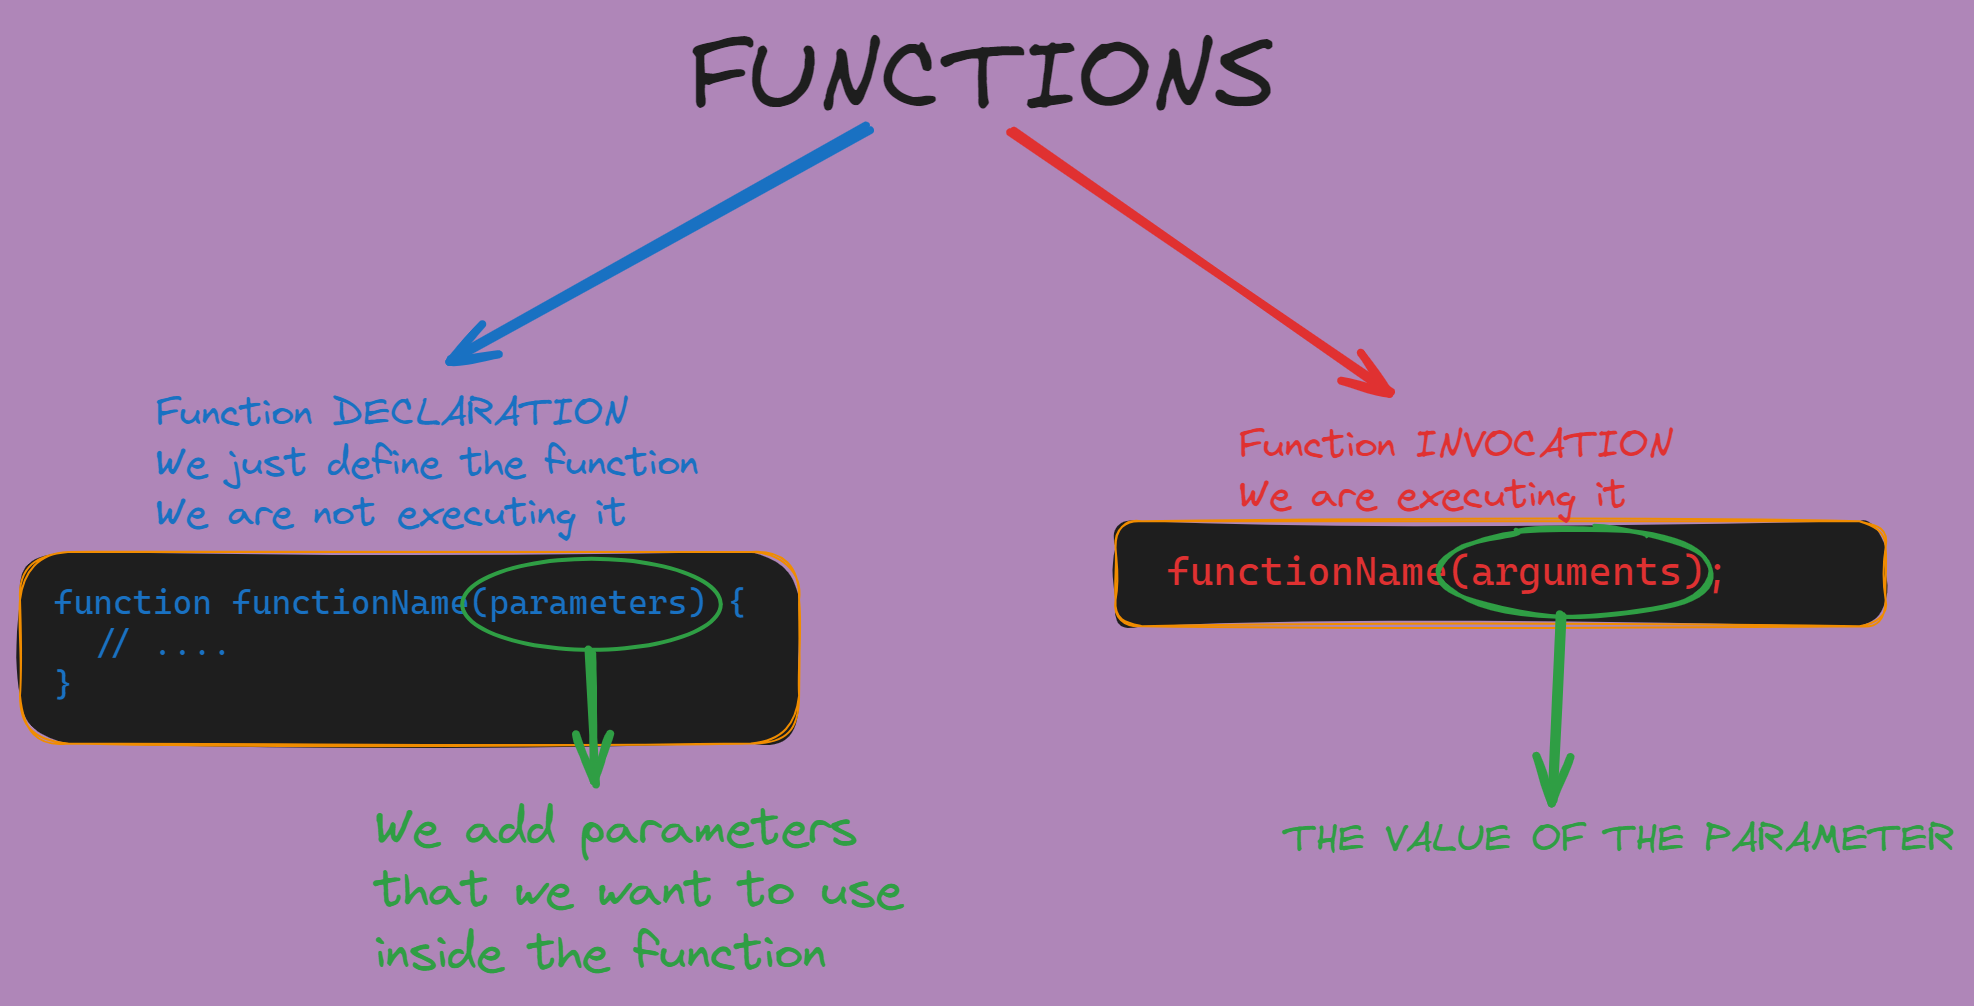 FUNCTIONS
Function DECLARATION
We just define the function
We are not executing it
function functionName(parameters) {
// ....
}
We add parameters
that we want to use
inside the function
Function INVOCATION
We are executing it
functionName(arguments);
THE VALUE OF THE PARAMETER